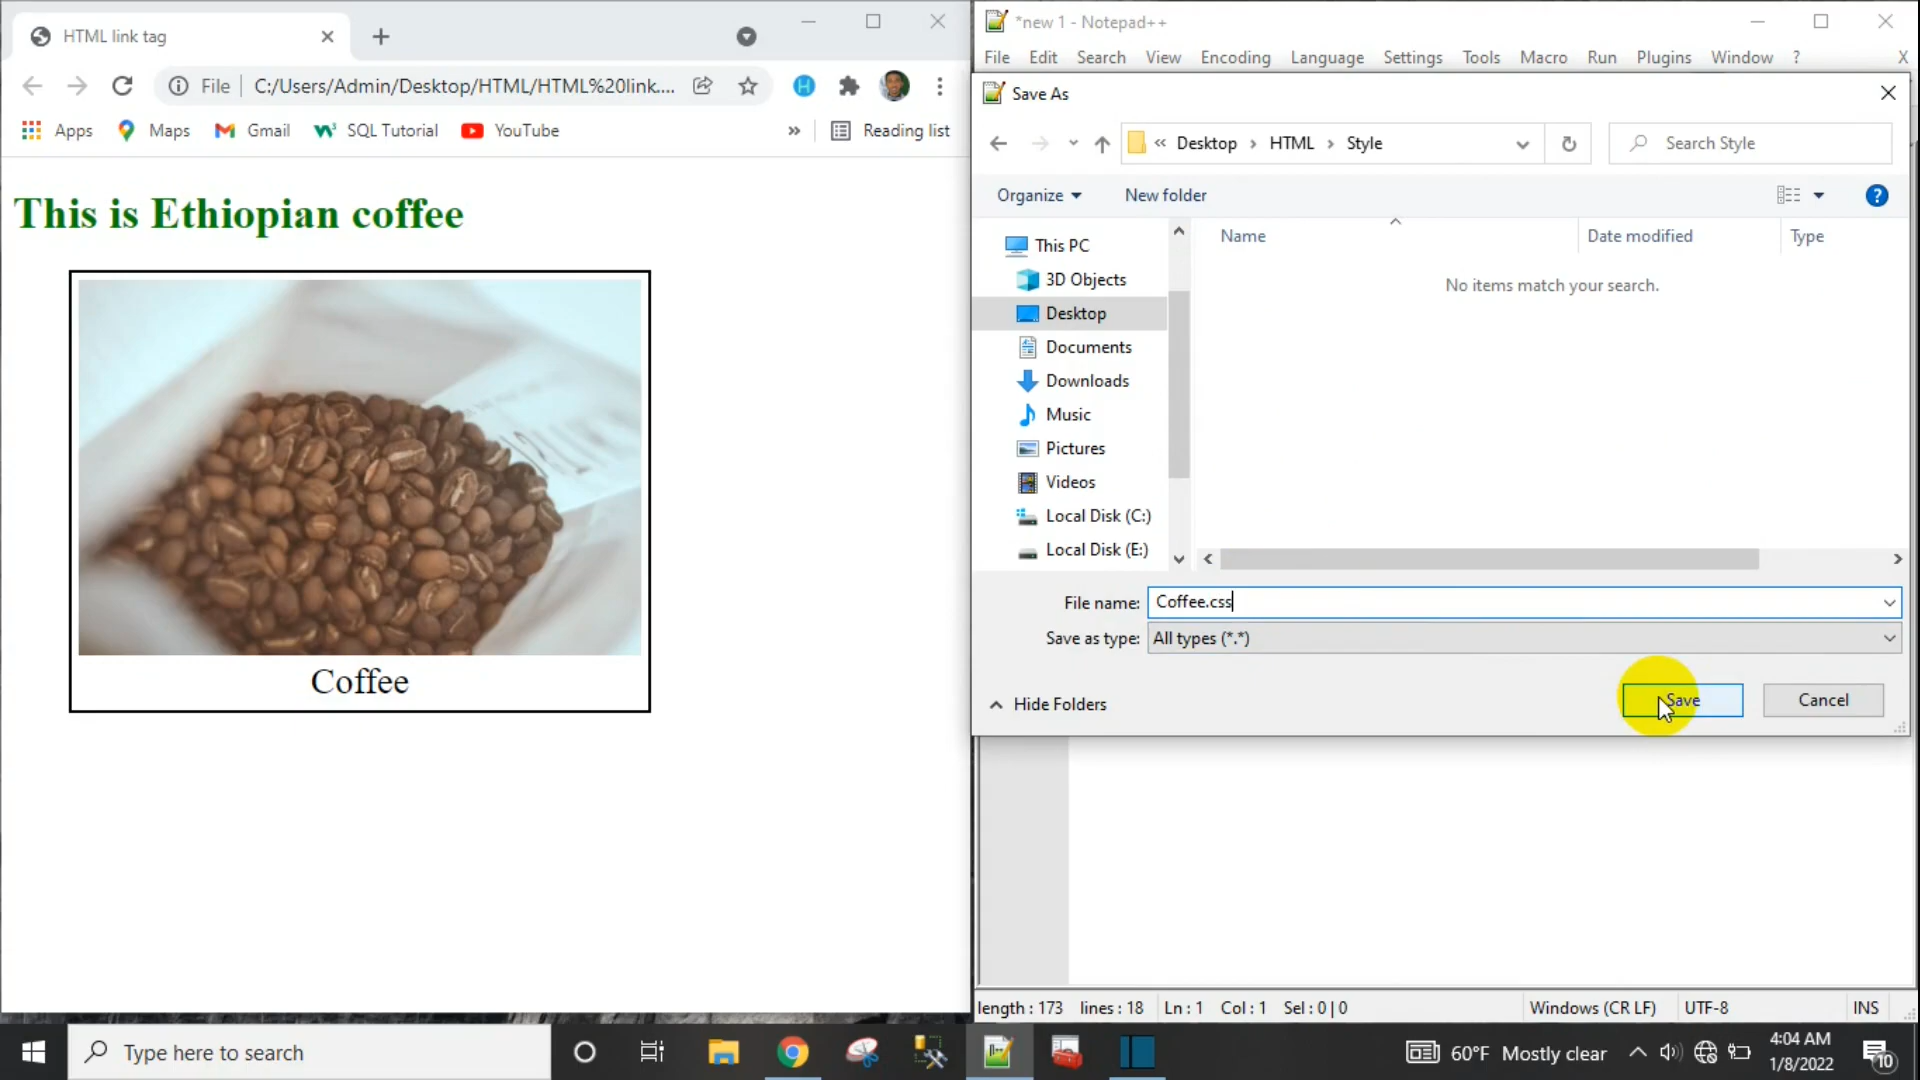 HTML link tag
File
C:/Users/Admin/Desktop/HTML/HTML%20link....
Apps
Maps
Gmail
SQL Tutorial
YouTube
»
Reading list
This is Ethiopian coffee
Coffee
*new 1 - Notepad++
File Edit Search View Encoding Language Settings Tools Macro Run Plugins Window ? X
Save As
« Desktop › HTML › Style
Search Style
Organize
New folder
Name
Date modified
Type
This PC
3D Objects
Desktop
Documents
Downloads
Music
Pictures
Videos
Local Disk (C:)
Local Disk (E:)
No items match your search.
File name: Coffee.css
Save as type: All types (*.*)
Hide Folders
Save
Cancel
length : 173 lines : 18 Ln : 1 Col : 1 Sel : 0 | 0 Windows (CR LF) UTF-8 INS
Type here to search
60°F Mostly clear
4:04 AM
1/8/2022
10